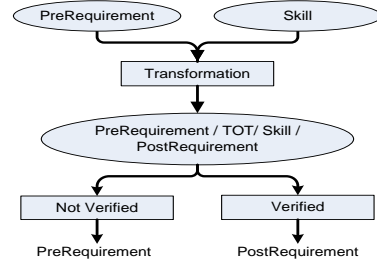 PreRequirement
Skill
Transformation
PreRequirement / TOT/ Skill /
PostRequirement
Not Verified
Verified
PreRequirement
PostRequirement